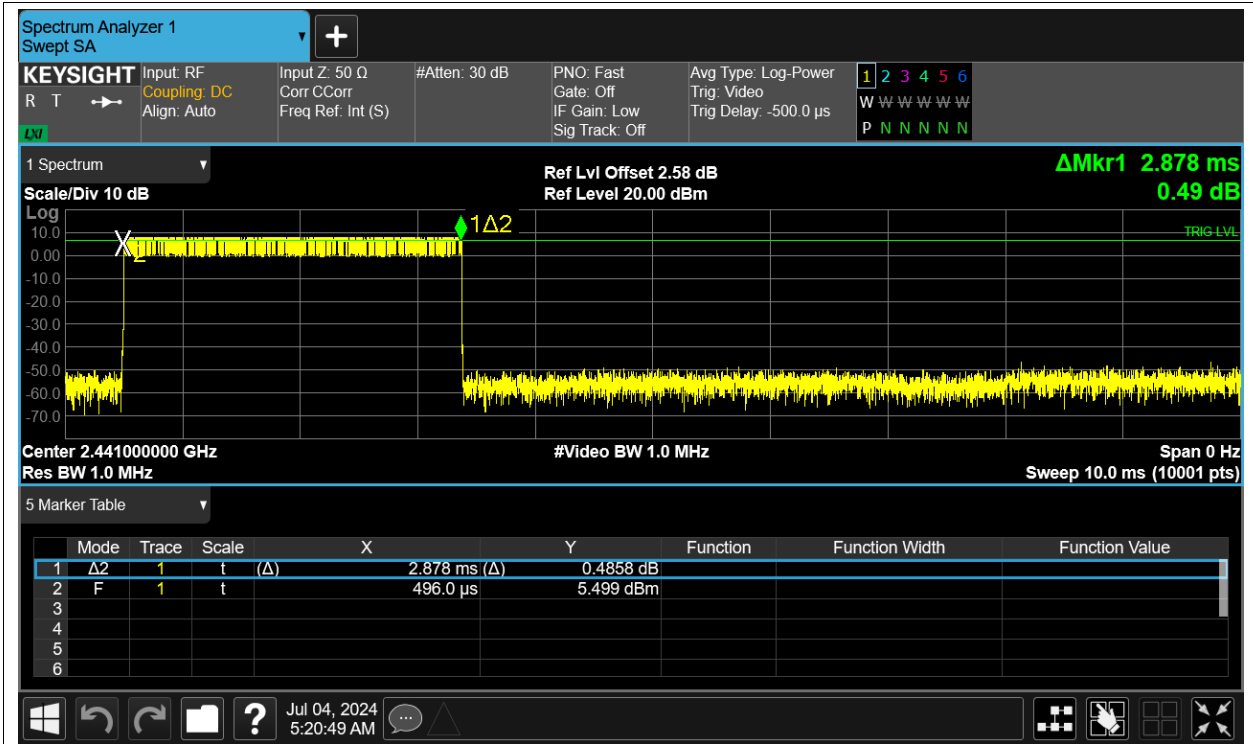 Spectrum Analyzer 1
Swept SA
KEYSIGHT
R T
LXI
Input: RF
Coupling: DC
Align: Auto
Input Z: 50 Ω
Corr CCorr
Freq Ref: Int (S)
#Atten: 30 dB
PNO: Fast
Gate: Off
IF Gain: Low
Sig Track: Off
Avg Type: Log-Power
Trig: Video
Trig Delay: -500.0 µs
1 2 3 4 5 6
W W W W W W
P N N N N N
1 Spectrum
Scale/Div 10 dB
Ref Lvl Offset 2.58 dB
Ref Level 20.00 dBm
ΔMkr1 2.878 ms
0.49 dB
Log
10.0
0.00
-10.0
-20.0
-30.0
-40.0
-50.0
-60.0
-70.0
X
2
1Δ2
TRIG LVL
Center 2.441000000 GHz
#Video BW 1.0 MHz
Span 0 Hz
Res BW 1.0 MHz
Sweep 10.0 ms (10001 pts)
5 Marker Table
Mode Trace Scale X Y Function Function Width Function Value
1 Δ2 1 t (Δ) 2.878 ms (Δ) 0.4858 dB
2 F 1 t 496.0 µs 5.499 dBm
3
4
5
6
?
Jul 04, 2024
5:20:49 AM